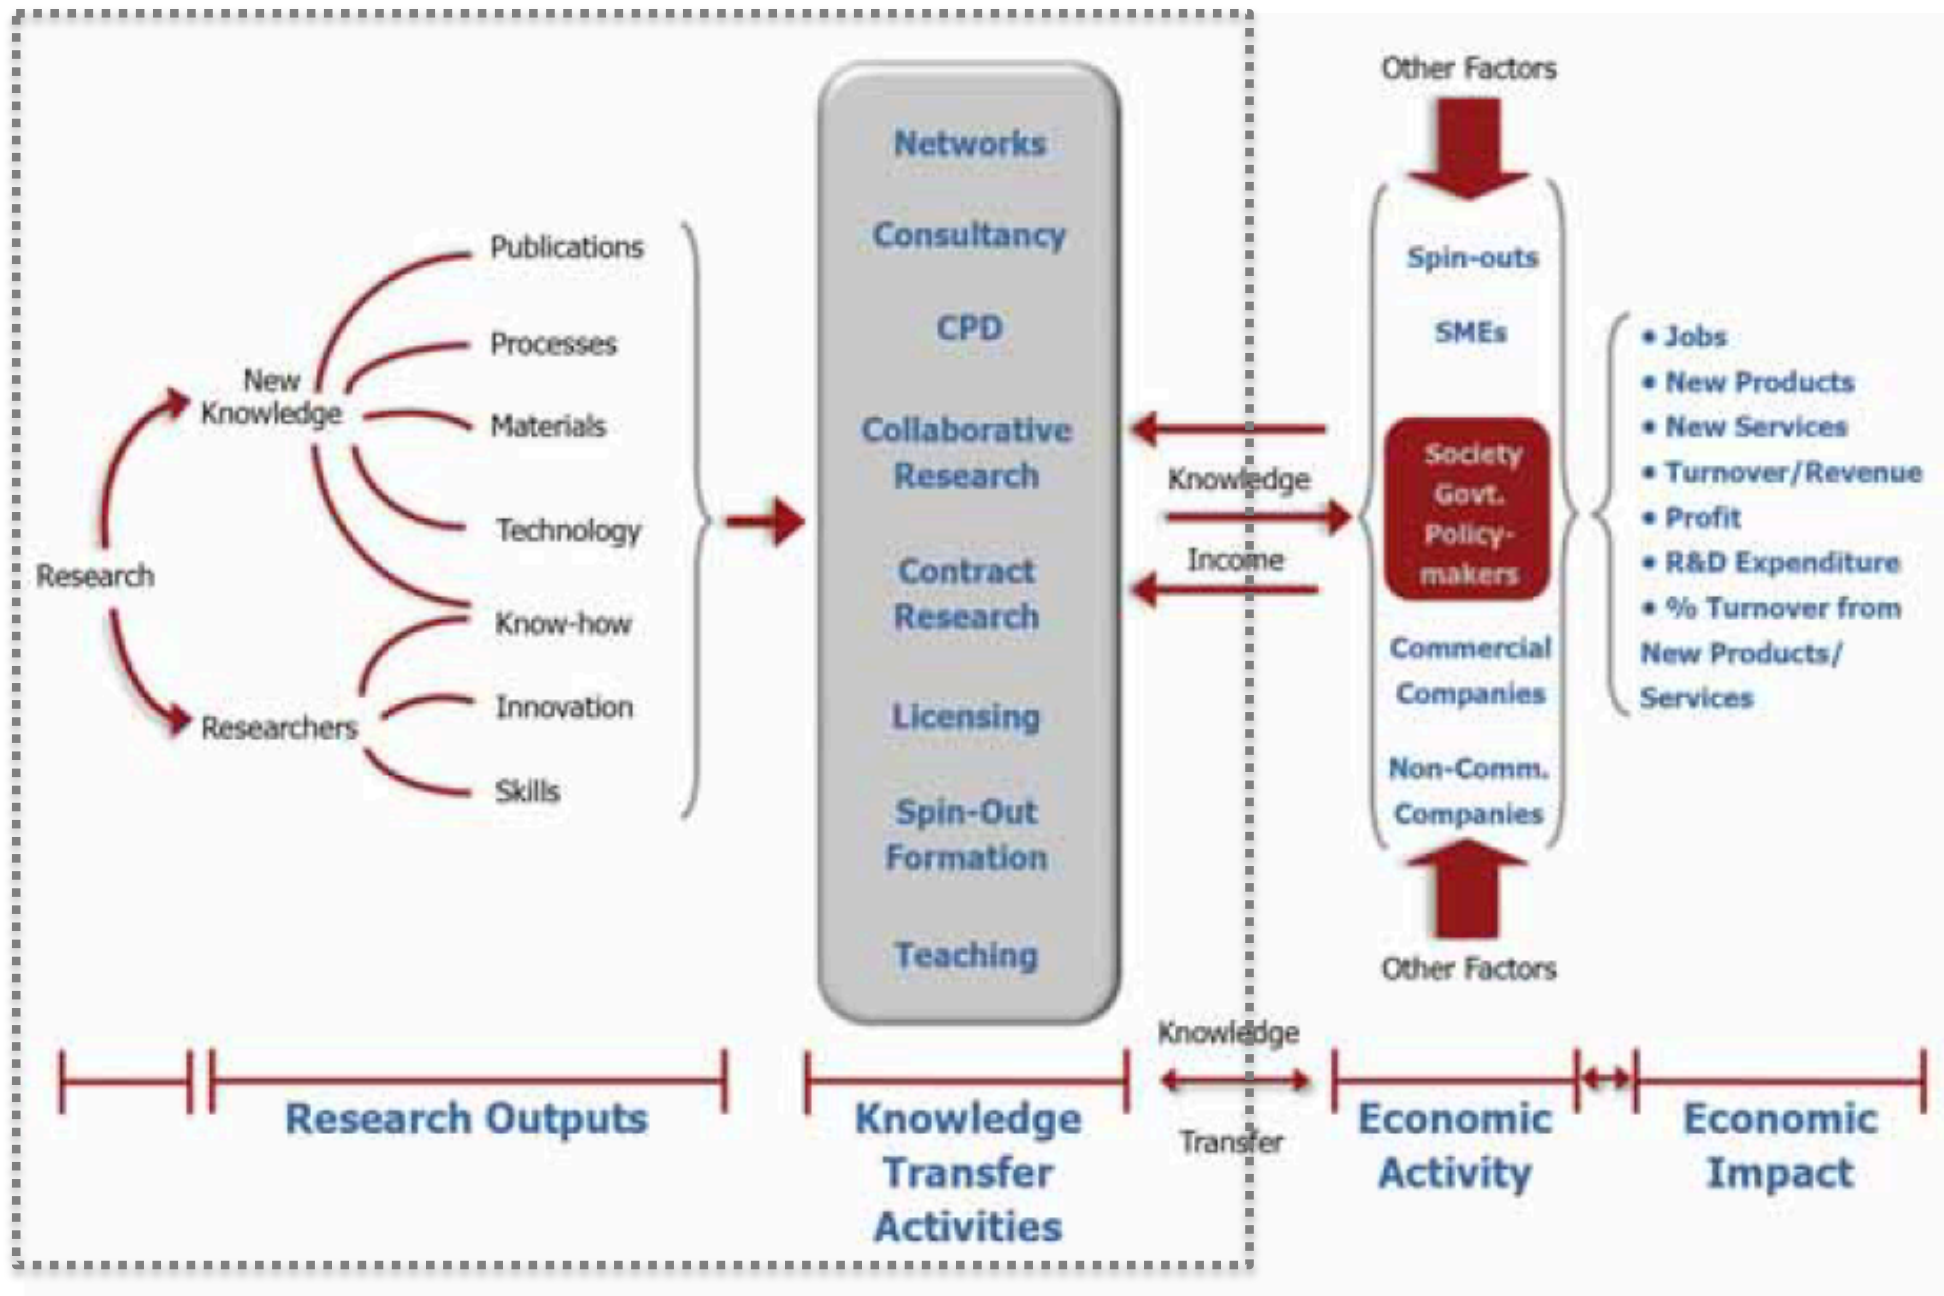 Research
New
Knowledge
Researchers
Publications
Processes
Materials
Technology
Know-how
Innovation
Skills
Networks
Consultancy
CPD
Collaborative
Research
Contract
Research
Licensing
Spin-Out
Formation
Teaching
Knowledge
Income
Other Factors
Spin-outs
SMEs
Society
Govt.
Policy-
makers
Commercial
Companies
Non-Comm.
Companies
Other Factors
• Jobs
• New Products
• New Services
• Turnover/Revenue
• Profit
• R&D Expenditure
• % Turnover from
New Products/
Services
Research Outputs
Knowledge
Transfer
Activities
Knowledge
Transfer
Economic
Activity
Economic
Impact